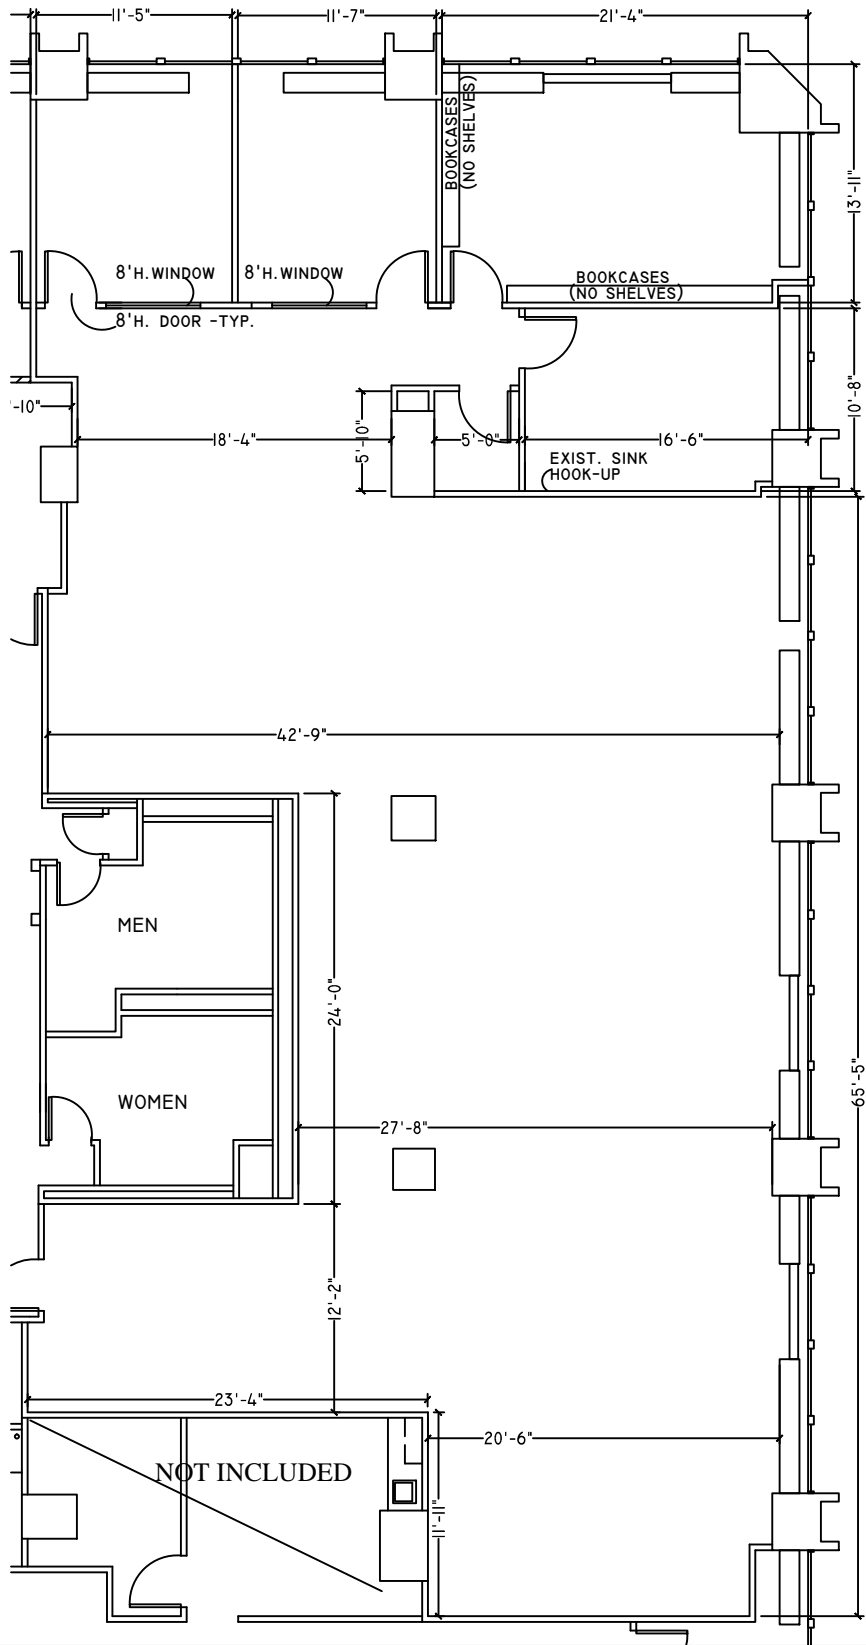 11'-5"
11'-7"
21'-4"
BOOKCASES
(NO SHELVES)
13'-11"
8'H. WINDOW
8'H. WINDOW
BOOKCASES
(NO SHELVES)
8'H. DOOR -TYP.
10'-8"
'-10"
18'-4"
5'-10"
5'-0"
16'-6"
EXIST. SINK
HOOK-UP
42'-9"
MEN
24'-0"
WOMEN
27'-8"
65'-5"
12'-2"
23'-4"
20'-6"
NOT INCLUDED
11'-11"